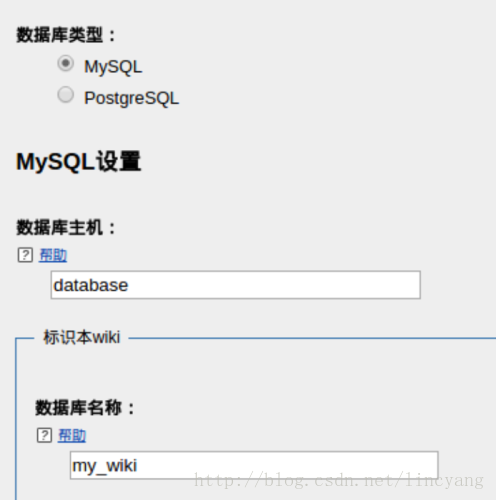 数据库类型：
MySQL
PostgreSQL
MySQL设置
数据库主机：
? 帮助
database
标识本wiki
数据库名称：
? 帮助
my_wiki
http://blog.csdn.net/lincyang